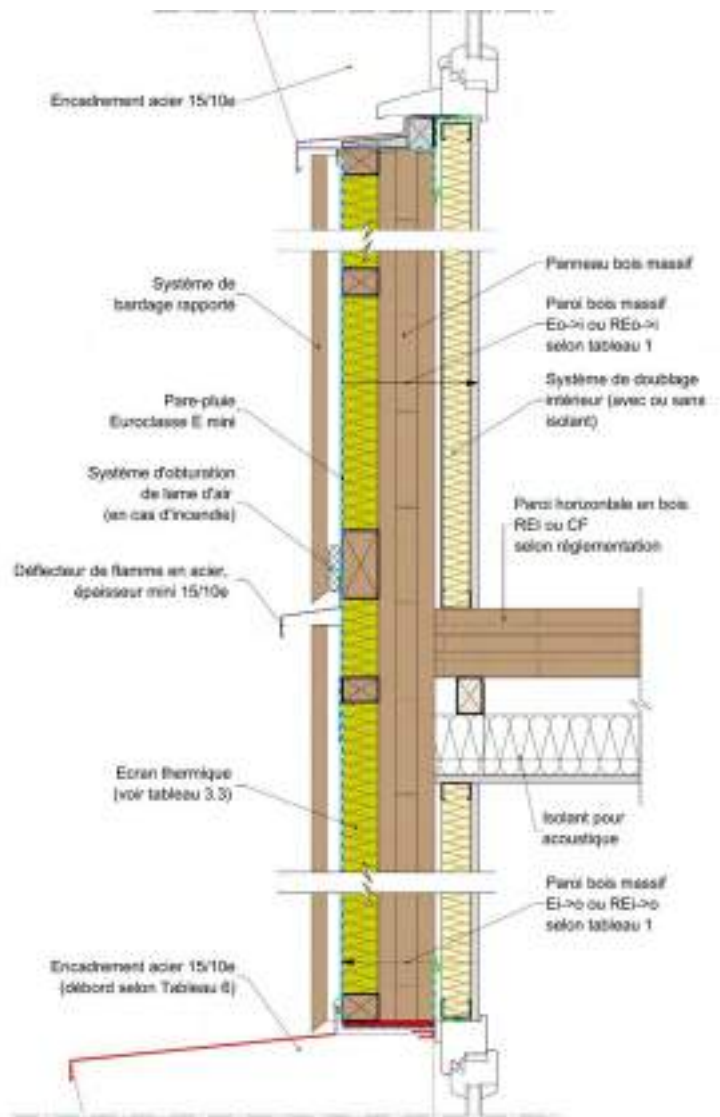 Encadrement acier 15/10e
Système de
bardage rapporté
Pare-pluie
Euroclasse E mini
Système d'obturation
de lame d'air
(en cas d'incendie)
Déflecteur de flamme en acier,
épaisseur mini 15/10e
Ecran thermique
(voir tableau 3.3)
Encadrement acier 15/10e
(débord selon Tableau 6)
Panneau bois massif
Paroi bois massif
Eo->i ou REo->i
selon tableau 1
Système de doublage
intérieur (avec ou sans
isolant)
Paroi horizontale en bois
REI ou CF
selon réglementation
Isolant pour
acoustique
Paroi bois massif
Ei->o ou REi->o
selon tableau 1